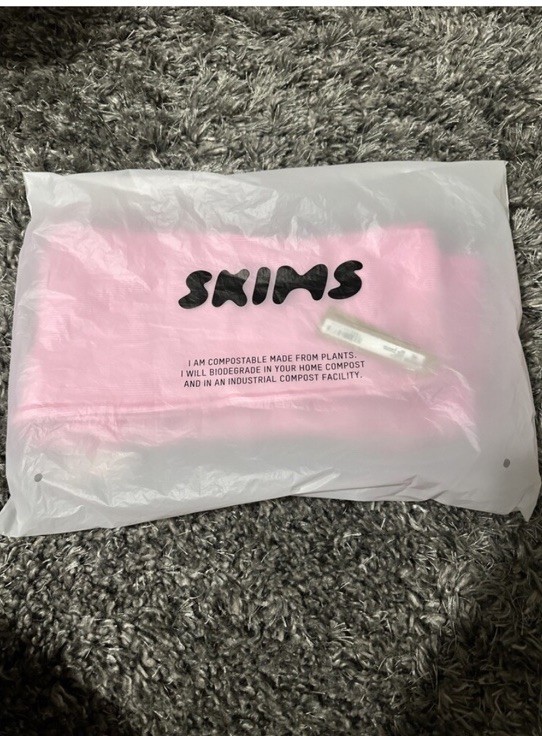 SKIMS
I AM COMPOSTABLE MADE FROM PLANTS.
I WILL BIODEGRADE IN YOUR HOME COMPOST
AND IN AN INDUSTRIAL COMPOST FACILITY.